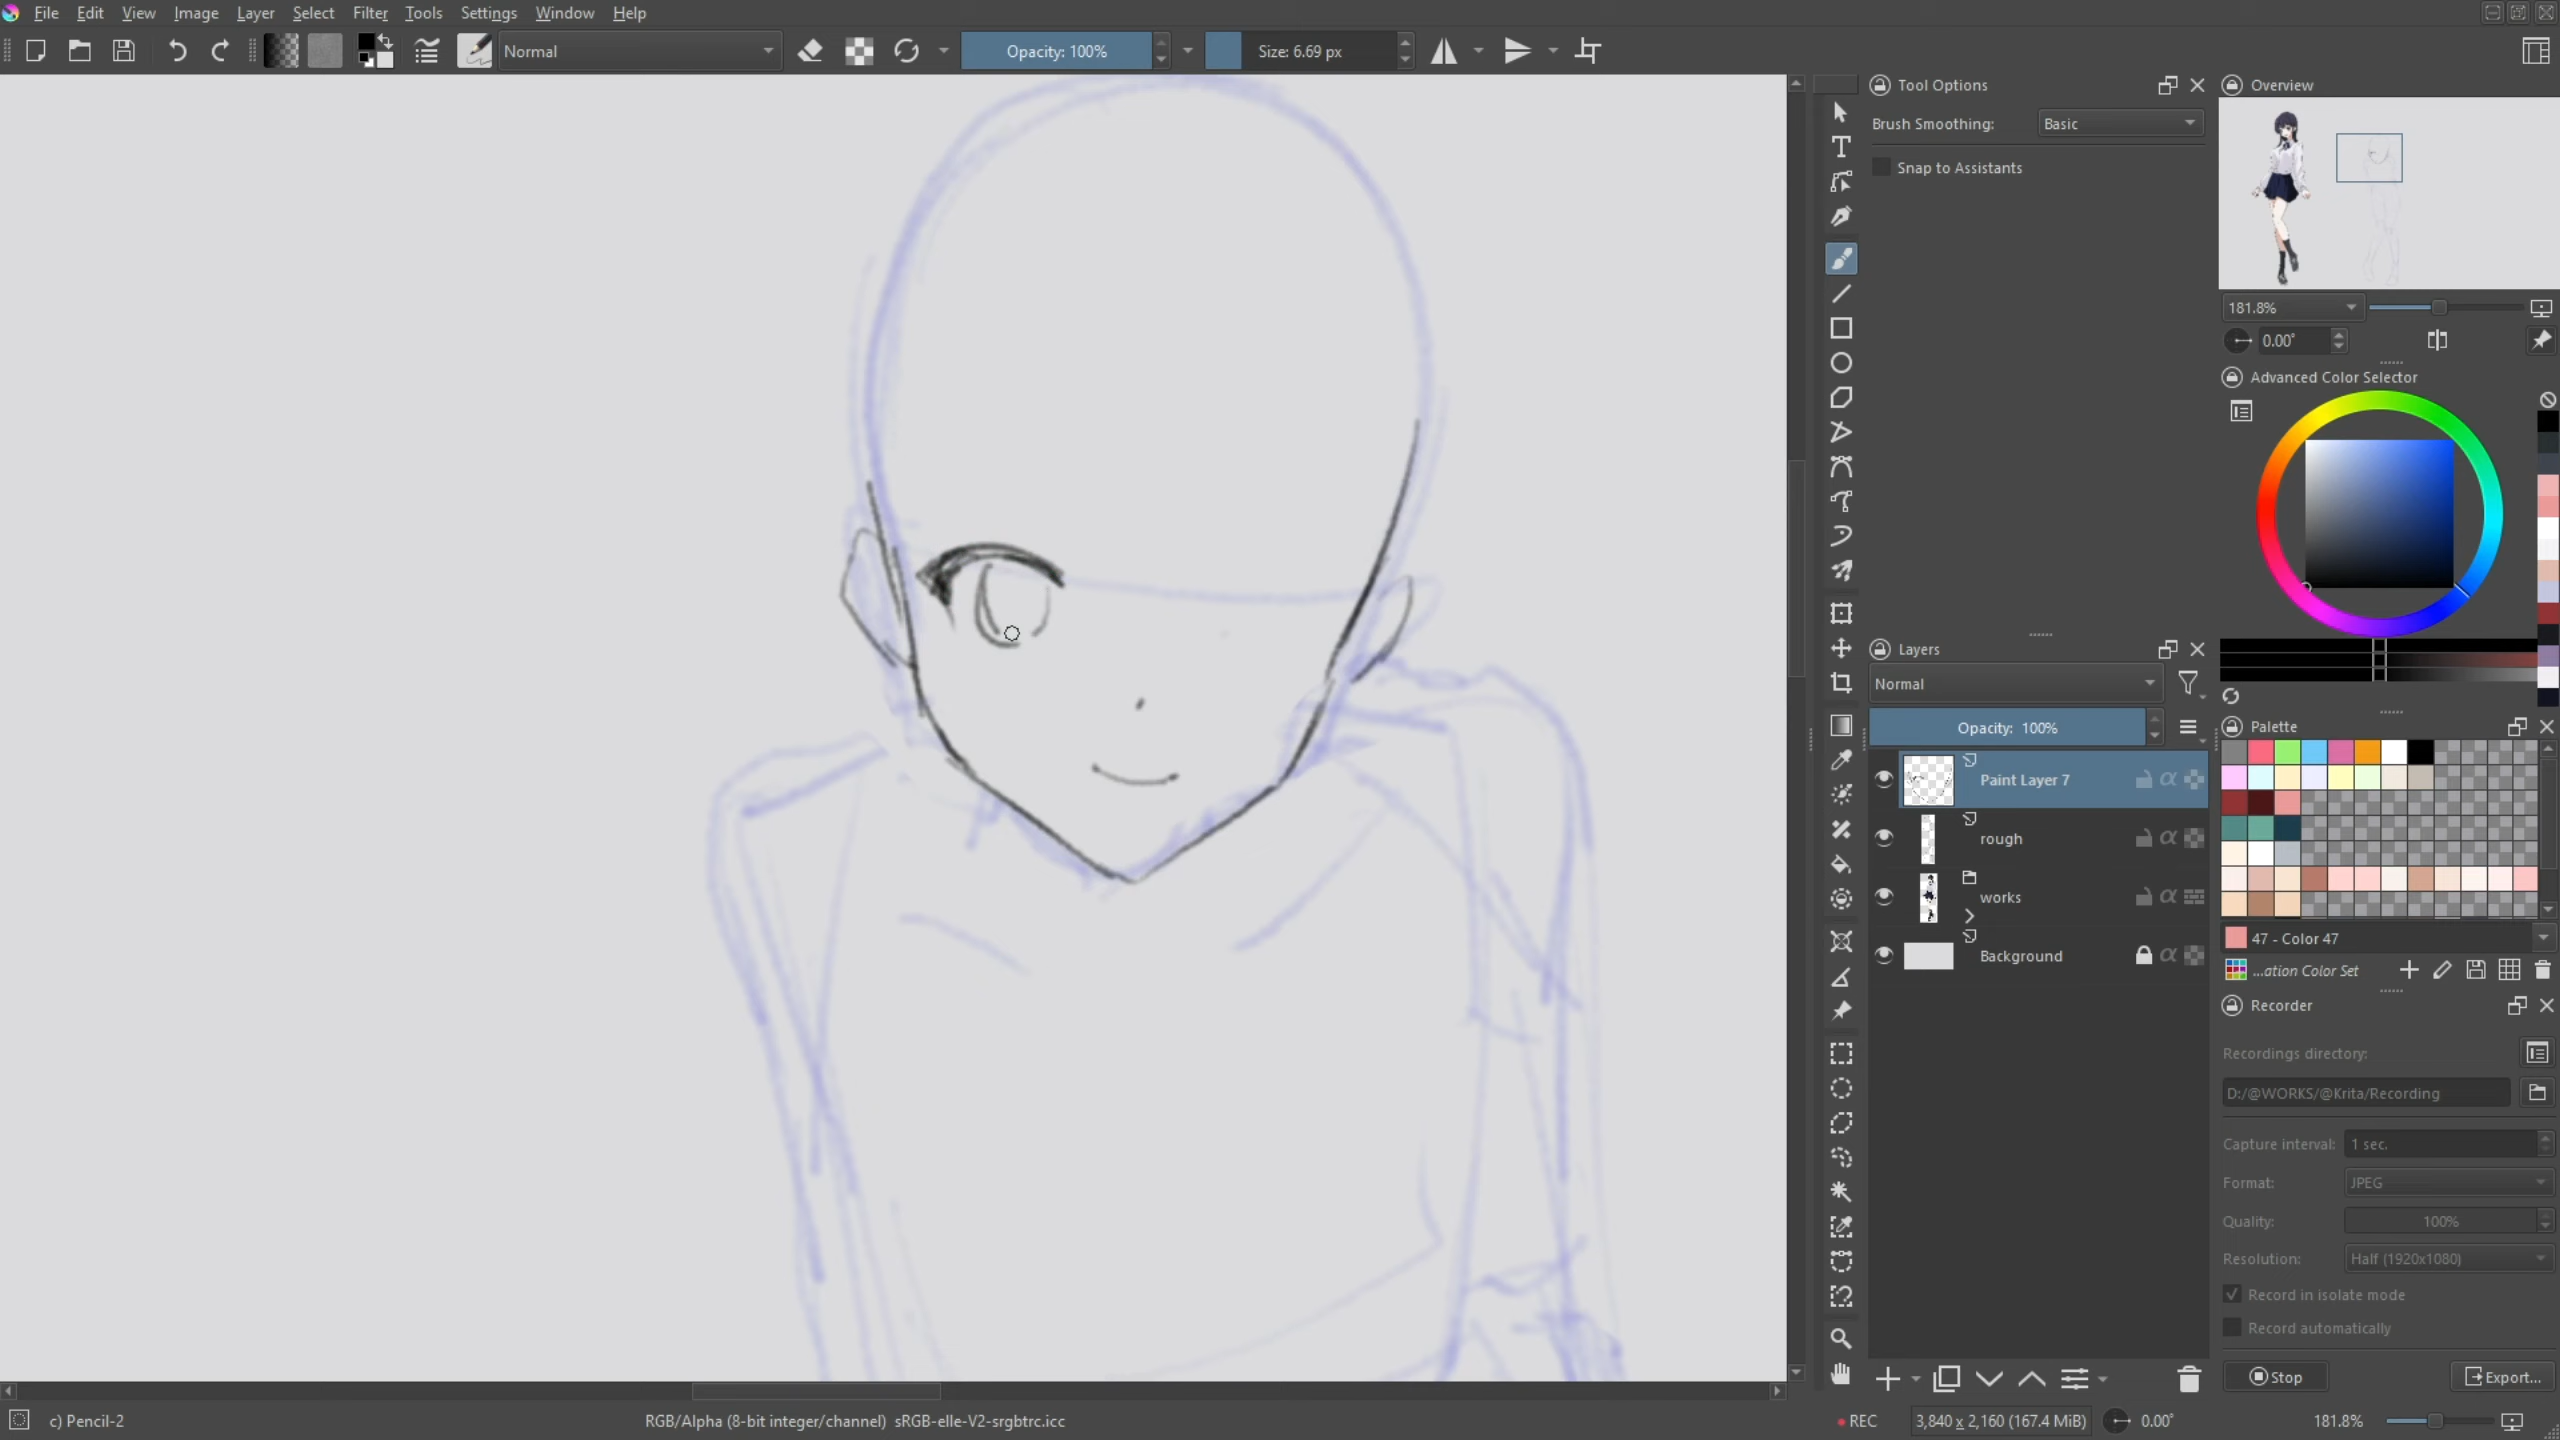 File Edit View Image Layer Select Filter Tools Settings Window Help
Normal
Opacity: 100%
Size: 6.69 px
Tool Options
Brush Smoothing:
Basic
Snap to Assistants
Overview
181.8%
0.00°
Advanced Color Selector
Layers
Normal
Opacity: 100%
Paint Layer 7
rough
works
Background
Palette
47 - Color 47
...ation Color Set
Recorder
Recordings directory:
D:/@WORKS/@Krita/Recording
Capture interval: 1 sec.
Format: JPEG
Quality: 100%
Resolution: Half (1920x1080)
Record in isolate mode
Record automatically
Stop
Export...
c) Pencil-2
RGB/Alpha (8-bit integer/channel) sRGB-elle-V2-srgbtrc.icc
REC
3,840 x 2,160 (167.4 MiB)
0.00°
181.8%